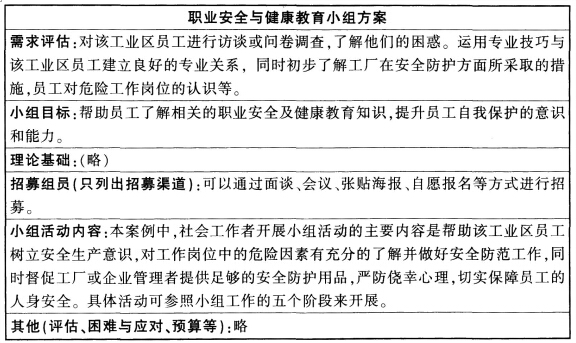 职业安全与健康教育小组方案
需求评估:对该工业区员工进行访谈或问卷调查,了解他们的困惑。运用专业技巧与
该工业区员工建立良好的专业关系,同时初步了解工厂在安全防护方面所采取的措
施,员工对危险工作岗位的认识等。
小组目标:帮助员工了解相关的职业安全及健康教育知识,提升员工自我保护的意识
和能力。
理论基础:(略)
招募组员(只列出招募渠道):可以通过面谈、会议、张贴海报、自愿报名等方式进行招
募。
小组活动内容:本案例中,社会工作者开展小组活动的主要内容是帮助该工业区员工
树立安全生产意识,对工作岗位中的危险因素有充分的了解并做好安全防范工作,同
时督促工厂或企业管理者提供足够的安全防护用品,严防侥幸心理,切实保障员工的
人身安全。具体活动可参照小组工作的五个阶段来开展。
其他(评估、困难与应对、预算等):略